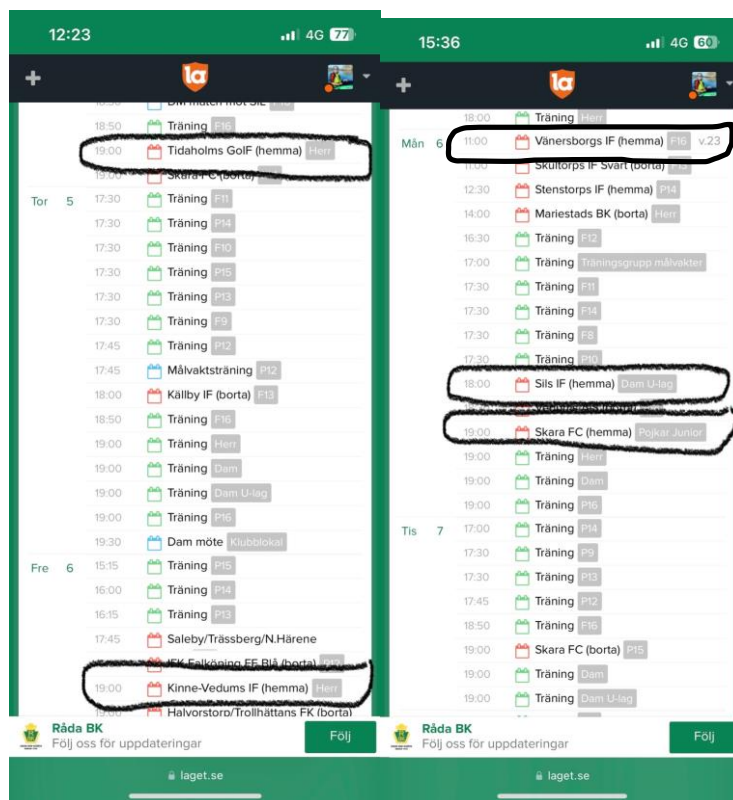 12:23 4G 77
+ la
18:50 Träning F16
19:00 Tidaholms GoIF (hemma) Herr
19:00 Skara FC (borta)
Tor 5 17:30 Träning F11
17:30 Träning P14
17:30 Träning F10
17:30 Träning P15
17:30 Träning P13
17:30 Träning F9
17:45 Träning P12
17:45 Målvaktsträning P12
18:00 Källby IF (borta) F13
18:50 Träning F16
19:00 Träning Herr
19:00 Träning Dam
19:00 Träning Dam U-lag
19:00 Träning P16
19:30 Dam möte Klubblokal
Fre 6 15:15 Träning P15
16:00 Träning P14
16:15 Träning P13
17:45 Saleby/Trässberg/N.Härene
IFK Falköping FF Blå (borta)
19:00 Kinne-Vedums IF (hemma) Herr
19:00 Halvorstorp/Trollhättans FK (borta)
Råda BK
Följ oss för uppdateringar
Följ
laget.se
15:36 4G 60
+ la
18:00 Träning Herr
Mån 6 11:00 Vänersborgs IF (hemma) F16 v.23
11:00 Skultorps IF Svart (borta)
12:30 Stenstorps IF (hemma) P14
14:00 Mariestads BK (borta) Herr
16:30 Träning F12
17:00 Träning Träningsgrupp målvakter
17:30 Träning F11
17:30 Träning F14
17:30 Träning F8
17:30 Träning P10
18:00 Sils IF (hemma) Dam U-lag
19:00 Skara FC (hemma) Pojkar Junior
19:00 Träning Herr
19:00 Träning Dam
19:00 Träning P16
Tis 7 17:00 Träning P14
17:30 Träning P9
17:30 Träning P13
17:45 Träning P12
18:50 Träning F16
19:00 Skara FC (borta) P15
19:00 Träning Dam
19:00 Träning Dam U-lag
Råda BK
Följ oss för uppdateringar
Följ
laget.se